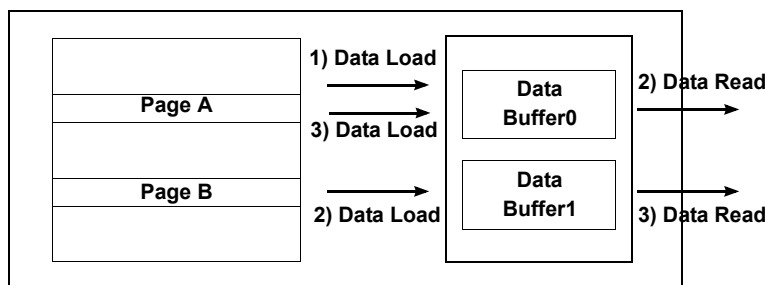 1) Data Load
Page A
3) Data Load
Data
Buffer0
2) Data Read
Page B
2) Data Load
Data
Buffer1
3) Data Read